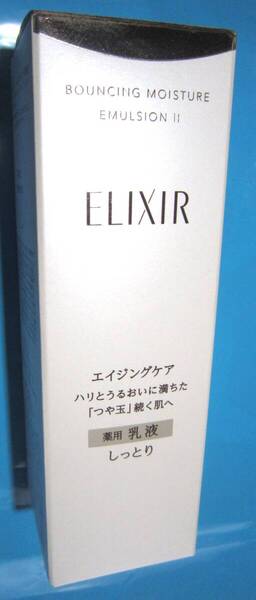 BOUNCING MOISTURE
EMULSION II
ELIXIR
エイジングケア
ハリとうるおいに満ちた
「つや玉」続く肌へ
薬用 乳液
しっとり